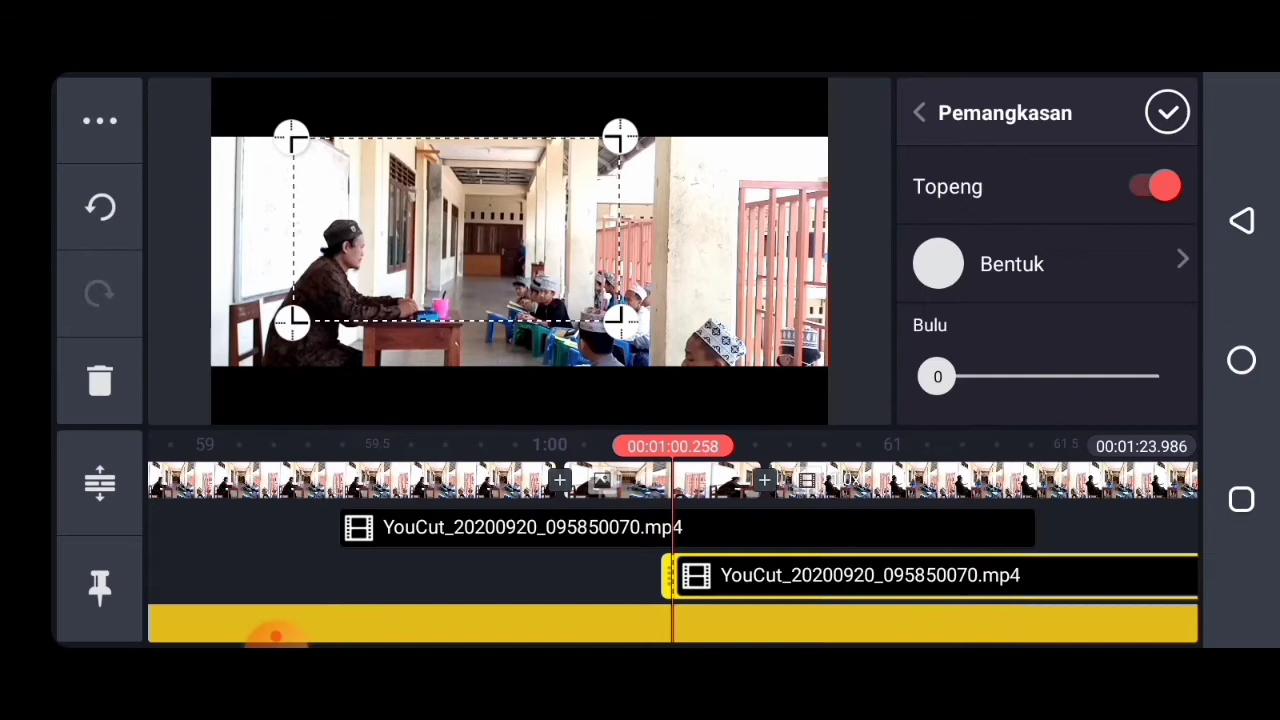 Pemangkasan
Topeng
Bentuk
Bulu
0
59
59.5
1:00
00:01:00.258
61
61.5
00:01:23.986
YouCut_20200920_095850070.mp4
YouCut_20200920_095850070.mp4